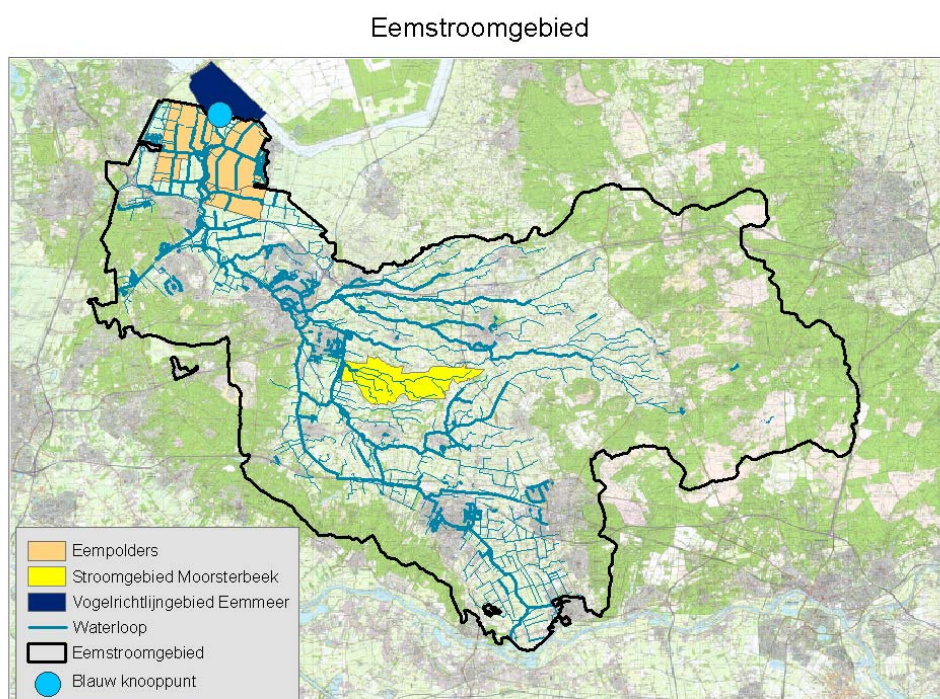 Eemstroomgebied
Eempolders
Stroomgebied Moorsterbeek
Vogelrichtlijngebied Eemmeer
Waterloop
Eemstroomgebied
Blauw knooppunt